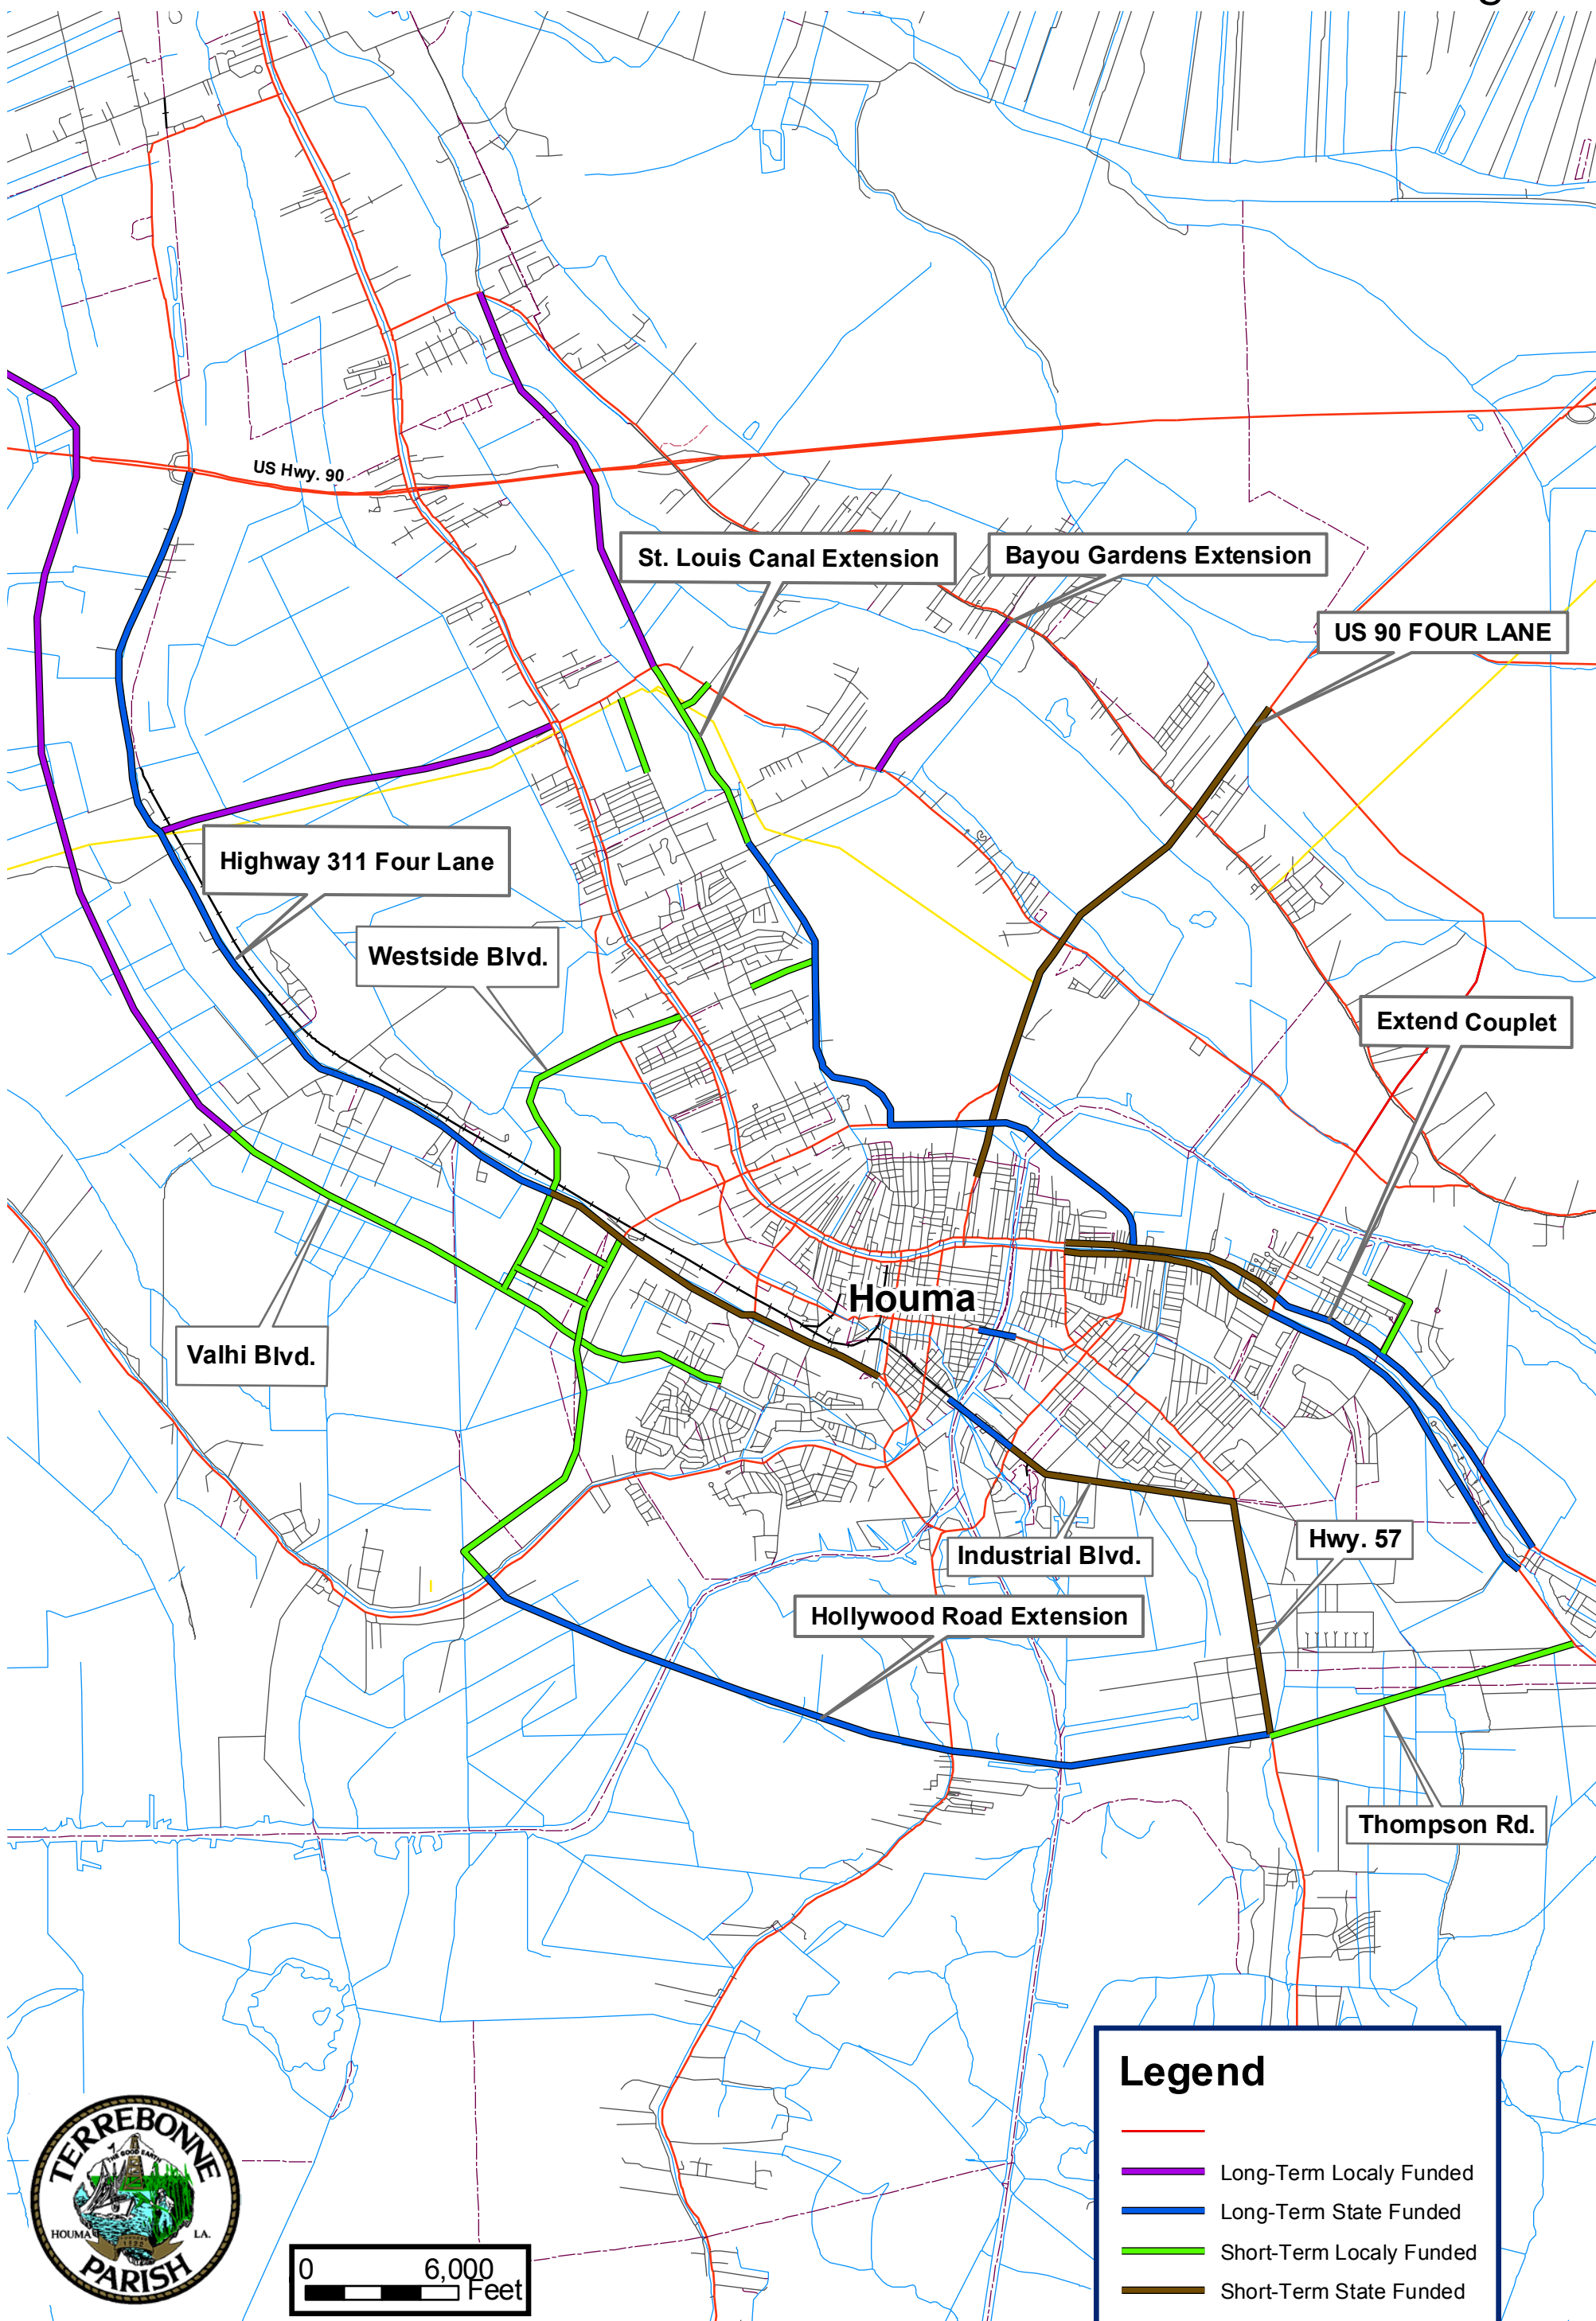 g
US Hwy. 90
St. Louis Canal Extension
Bayou Gardens Extension
US 90 FOUR LANE
Highway 311 Four Lane
Westside Blvd.
Extend Couplet
Houma
Valhi Blvd.
Industrial Blvd.
Hwy. 57
Hollywood Road Extension
Thompson Rd.
Legend
Long-Term Localy Funded
Long-Term State Funded
Short-Term Localy Funded
Short-Term State Funded
TERREBONNE
THE GOOD EARTH
HOUMA LA.
PARISH
0 6,000
Feet